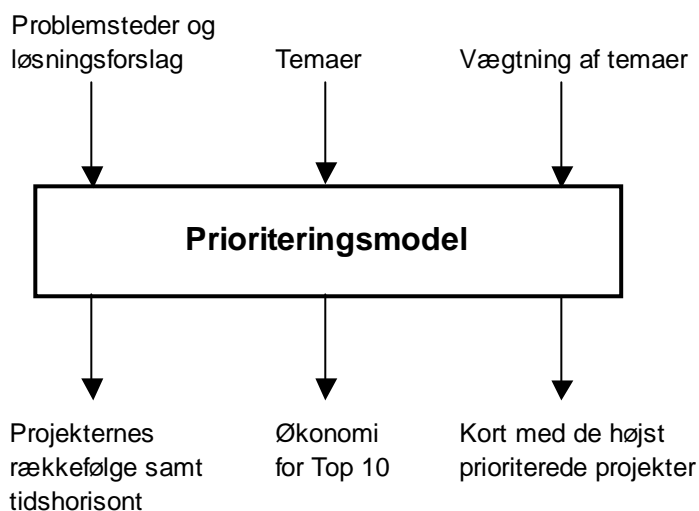 Problemsteder og
løsningsforslag
Temaer
Vægtning af temaer
Prioriteringsmodel
Projekternes
rækkefølge samt
tidshorisont
Økonomi
for Top 10
Kort med de højst
prioriterede projekter